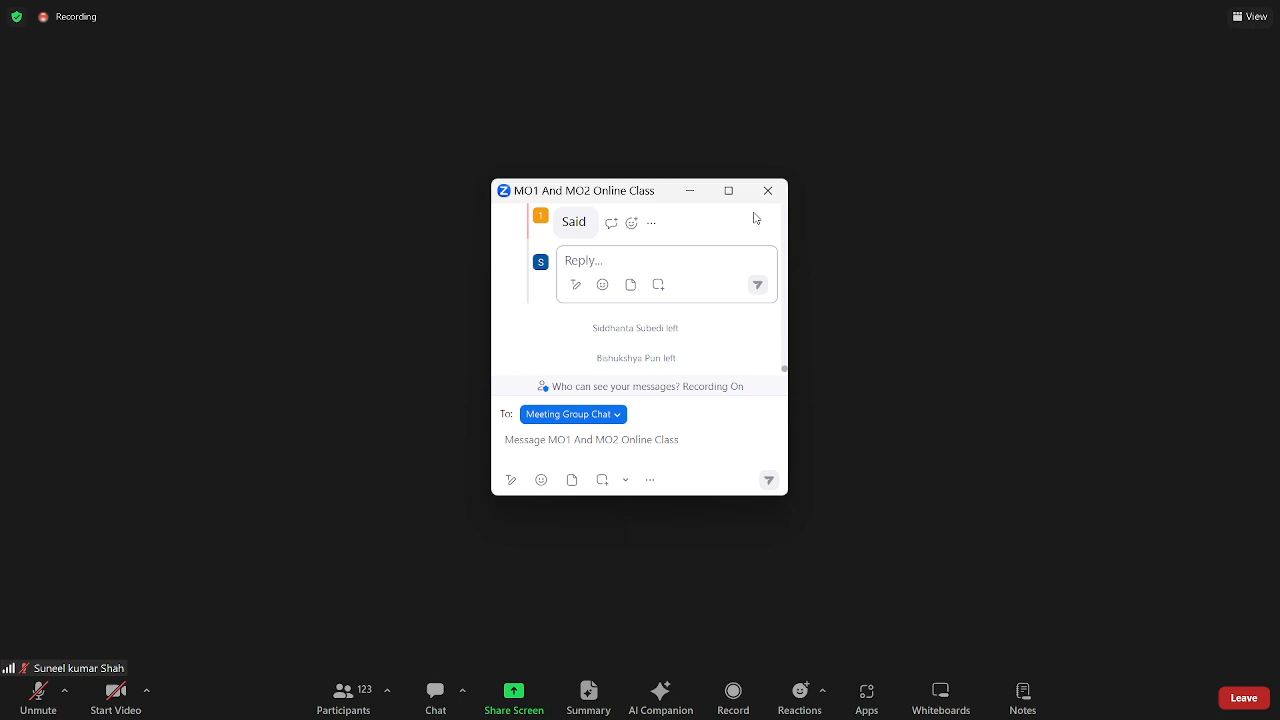 Recording
View
MO1 And MO2 Online Class
1
Said
S
Reply...
Siddhanta Subedi left
Bishukshya Pun left
Who can see your messages? Recording On
To: Meeting Group Chat
Message MO1 And MO2 Online Class
Suneel kumar Shah
123
Unmute Start Video Participants Chat Share Screen Summary AI Companion Record Reactions Apps Whiteboards Notes Leave